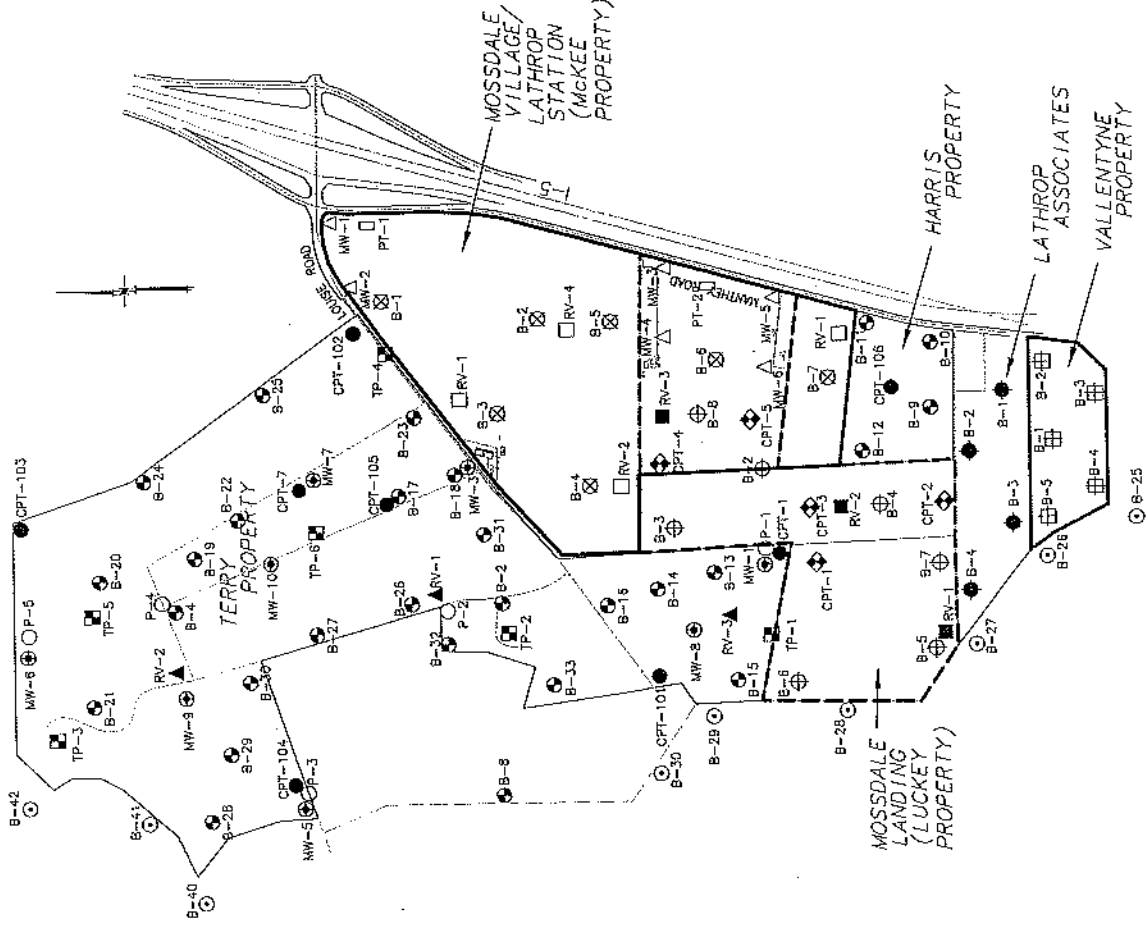 CPT-103
B-42
MW-6
P-6
B-24
B-25
B-20
TP-5
B-21
TP-3
B-22
B-19
TERRY
PROPERTY
CPT-7
MW-7
TP-6
CPT-105
B-17
MW-10
P-4
B-4
RV-2
MW-9
B-29
B-28
B-40
CPT-104
P-3
MW-5
B-27
B-26
RV-1
P-2
B-2
B-32
TP-2
B-33
B-8
B-31
B-18
MW-3
B-23
TP-4
CPT-102
LOUISE
ROAD
MW-1
PT-1
MW-2
B-1
RV-1
B-3
B-2
RV-4
B-5
B-4
RV-2
I-5
MOSSDALE
VILLAGE/
LATHROP
STATION
(McKEE
PROPERTY)
MW-4
PT-2
MANTHEY ROAD
MW-5
MW-6
B-6
RV-3
B-8
CPT-4
CPT-5
B-7
RV-1
B-1
B-10
CPT-106
B-9
B-12
HARRIS
PROPERTY
LATHROP
ASSOCIATES
VALLENTYNE
PROPERTY
B-3
P-1
CPT-1
MW-1
CPT-3
RV-2
B-4
CPT-2
CPT-1
B-7
RV-1
B-5
B-6
B-14
B-13
MW-8
RV-3
TP-1
B-15
CPT-101
B-30
B-29
B-28
B-27
B-26
B-25
B-1
B-2
B-3
B-4
B-2
B-3
B-1
B-4
B-5
MOSSDALE
LANDING
(LUCKEY
PROPERTY)